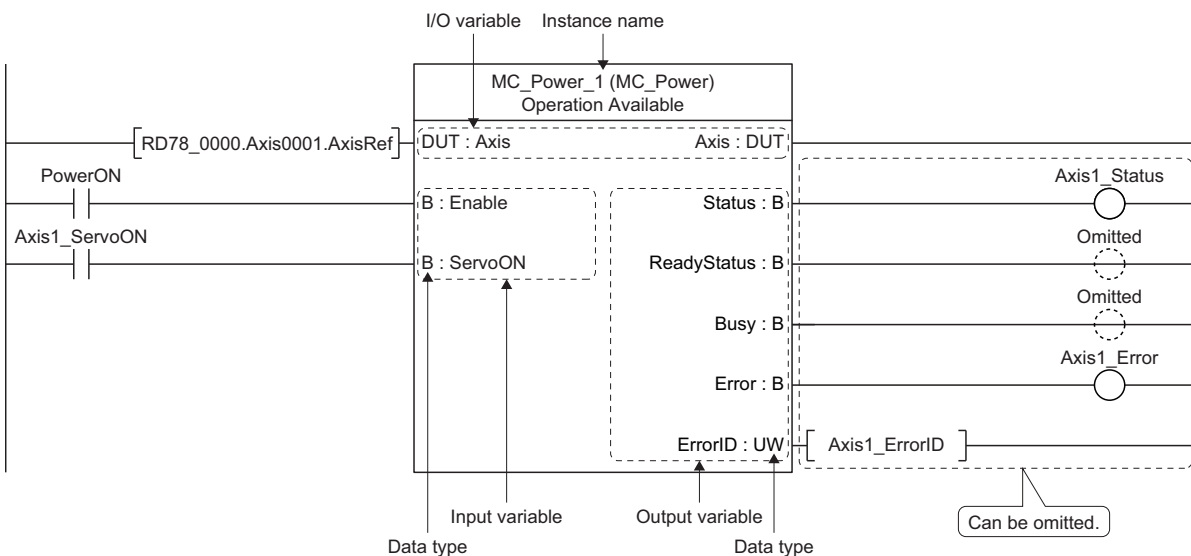 I/O variable Instance name
MC_Power_1 (MC_Power)
Operation Available
RD78_0000.Axis0001.AxisRef DUT : Axis Axis : DUT
PowerON Axis1_Status
B : Enable Status : B
Axis1_ServoON Omitted
B : ServoON ReadyStatus : B
Omitted
Busy : B
Axis1_Error
Error : B
ErrorID : UW Axis1_ErrorID
Input variable Output variable Can be omitted.
Data type Data type